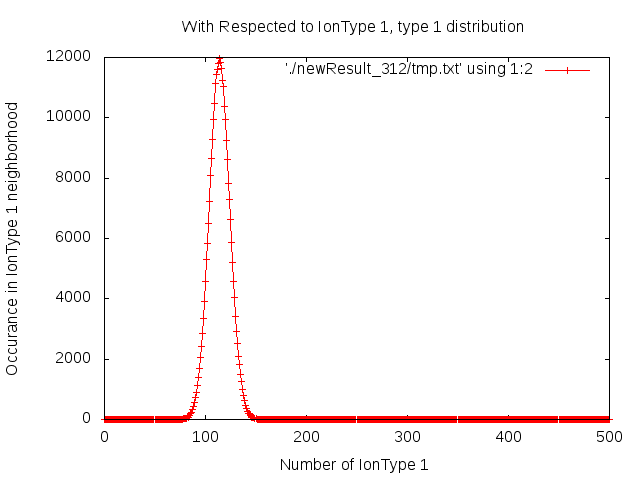 With Respected to IonType 1, type 1 distribution
12000
10000
8000
6000
4000
2000
0
Occurance in IonType 1 neighborhood
'./newResult_312/tmp.txt' using 1:2
0 100 200 300 400 500
Number of IonType 1